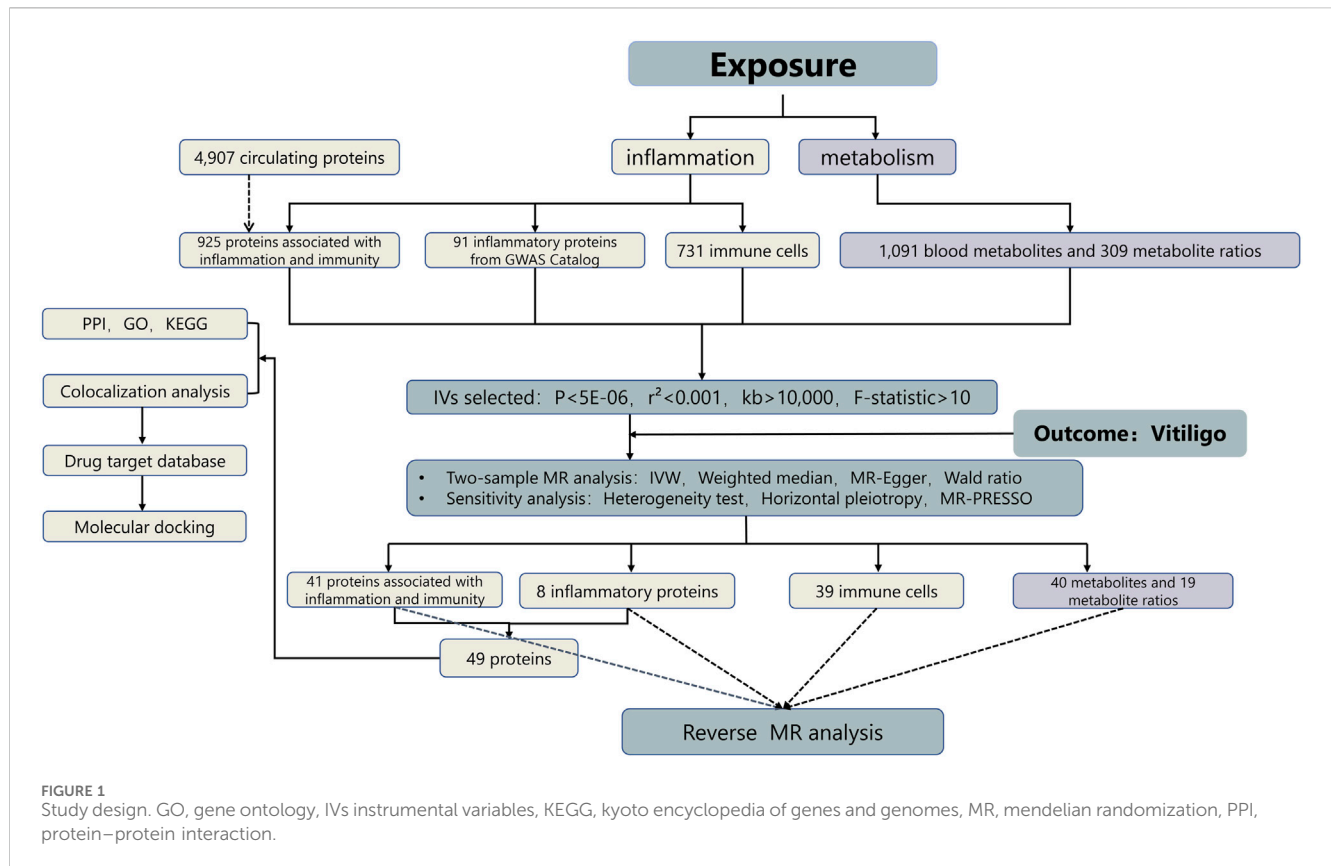 Exposure
4,907 circulating proteins
inflammation
metabolism
925 proteins associated with
inflammation and immunity
91 inflammatory proteins
from GWAS Catalog
731 immune cells
1,091 blood metabolites and 309 metabolite ratios
PPI, GO, KEGG
Colocalization analysis
Drug target database
Molecular docking
IVs selected: P<5E-06, r²<0.001, kb>10,000, F-statistic>10
Outcome: Vitiligo
• Two-sample MR analysis: IVW, Weighted median, MR-Egger, Wald ratio
• Sensitivity analysis: Heterogeneity test, Horizontal pleiotropy, MR-PRESSO
41 proteins associated with
inflammation and immunity
8 inflammatory proteins
39 immune cells
40 metabolites and 19
metabolite ratios
49 proteins
Reverse MR analysis
FIGURE 1
Study design. GO, gene ontology, IVs instrumental variables, KEGG, kyoto encyclopedia of genes and genomes, MR, mendelian randomization, PPI,
protein–protein interaction.